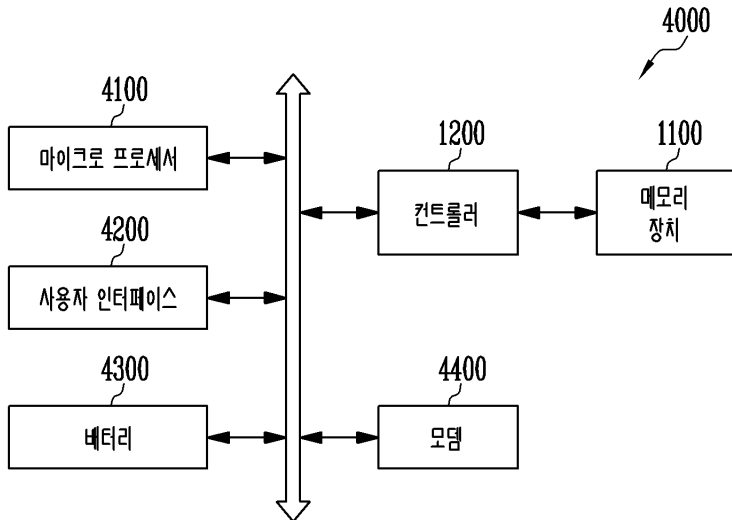 4000
4100
마이크로 프로세서
1200
컨트롤러
1100
메모리
장치
4200
사용자 인터페이스
4300
배터리
4400
모뎀